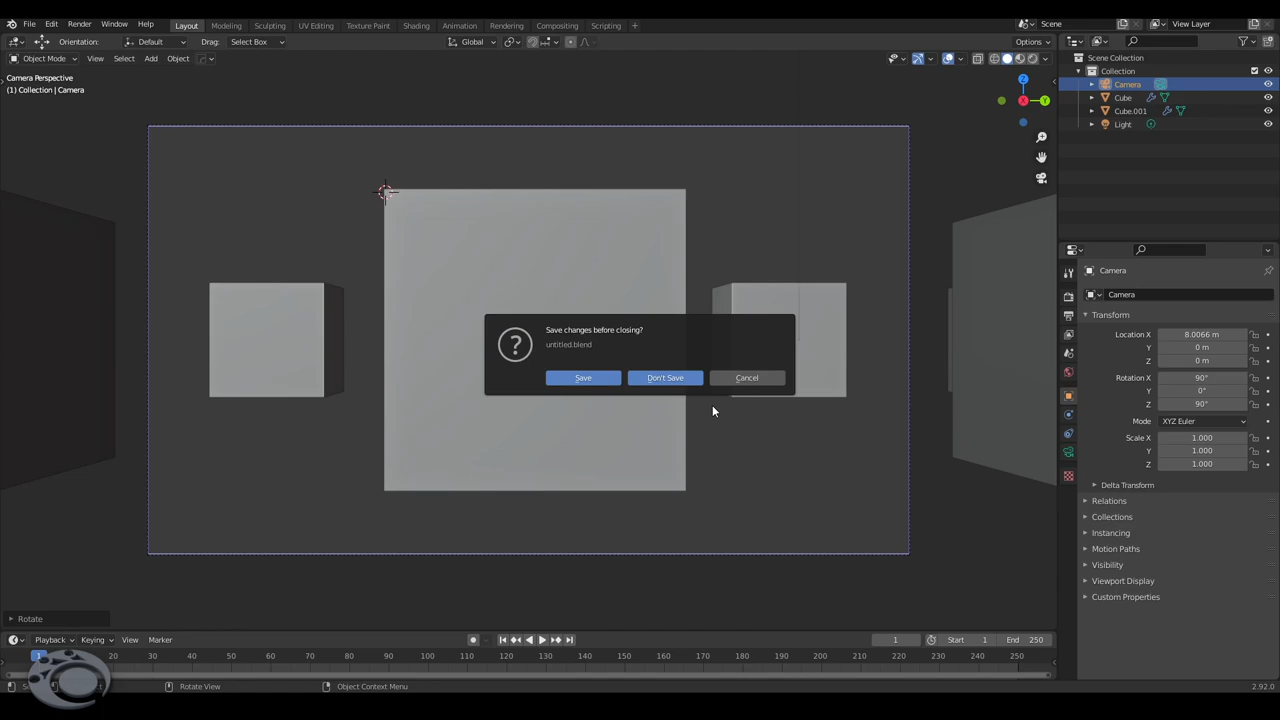 File Edit Render Window Help Layout Modeling Sculpting UV Editing Texture Paint Shading Animation Rendering Compositing Scripting + Scene View Layer
Orientation: Default Drag: Select Box Global Options
Object Mode View Select Add Object
Camera Perspective
(1) Collection | Camera
Scene Collection
Collection
Camera
Cube
Cube.001
Light
Z
X
Y
Save changes before closing?
untitled.blend
Save Don't Save Cancel
Camera
Camera
Transform
Location X 8.0066 m
Y 0 m
Z 0 m
Rotation X 90°
Y 0°
Z 90°
Mode XYZ Euler
Scale X 1.000
Y 1.000
Z 1.000
Delta Transform
Relations
Collections
Instancing
Motion Paths
Visibility
Viewport Display
Custom Properties
Rotate
Playback Keying View Marker 1 Start 1 End 250
1 20 30 40 50 60 70 80 90 100 110 120 130 140 150 160 170 180 190 200 210 220 230 240 250
Rotate View Object Context Menu 2.92.0